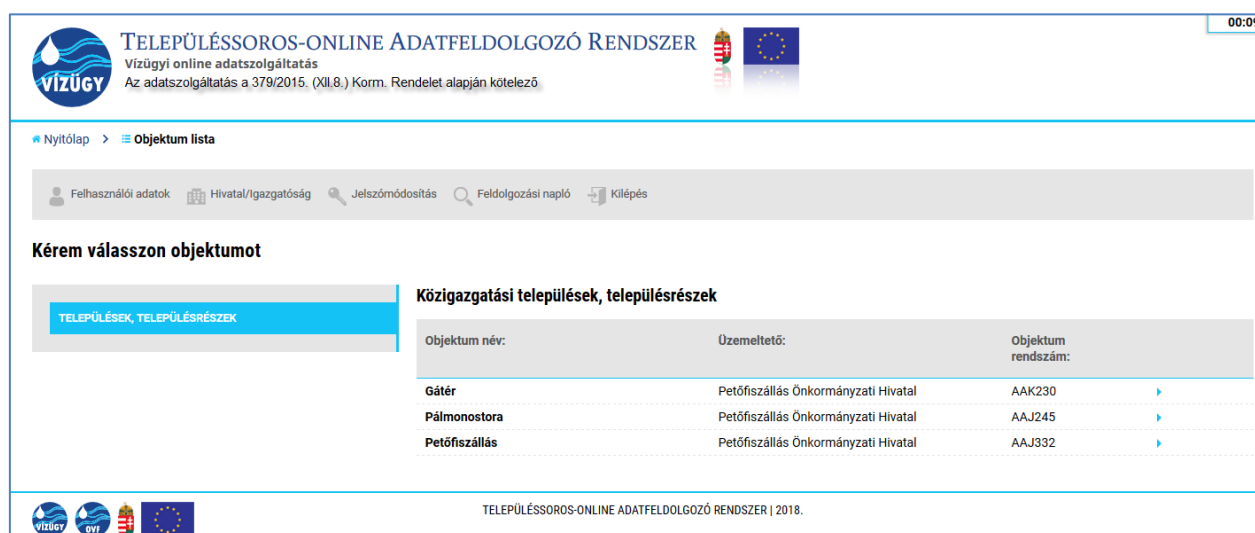 00:09
VÍZÜGY
TELEPÜLÉSSOROS-ONLINE ADATFELDOLGOZÓ RENDSZER
Vízügyi online adatszolgáltatás
Az adatszolgáltatás a 379/2015. (XII.8.) Korm. Rendelet alapján kötelező
Nyitólap > Objektum lista
Felhasználói adatok Hivatal/Igazgatóság Jelszómódosítás Feldolgozási napló Kilépés
Kérem válasszon objektumot
TELEPÜLÉSEK, TELEPÜLÉSRÉSZEK
Közigazgatási települések, településrészek
Objektum név: Üzemeltető: Objektum rendszám:
Gátér Petőfiszállás Önkormányzati Hivatal AAK230
Pálmonostora Petőfiszállás Önkormányzati Hivatal AAJ245
Petőfiszállás Petőfiszállás Önkormányzati Hivatal AAJ332
VÍZÜGY OVF
TELEPÜLÉSSOROS-ONLINE ADATFELDOLGOZÓ RENDSZER | 2018.